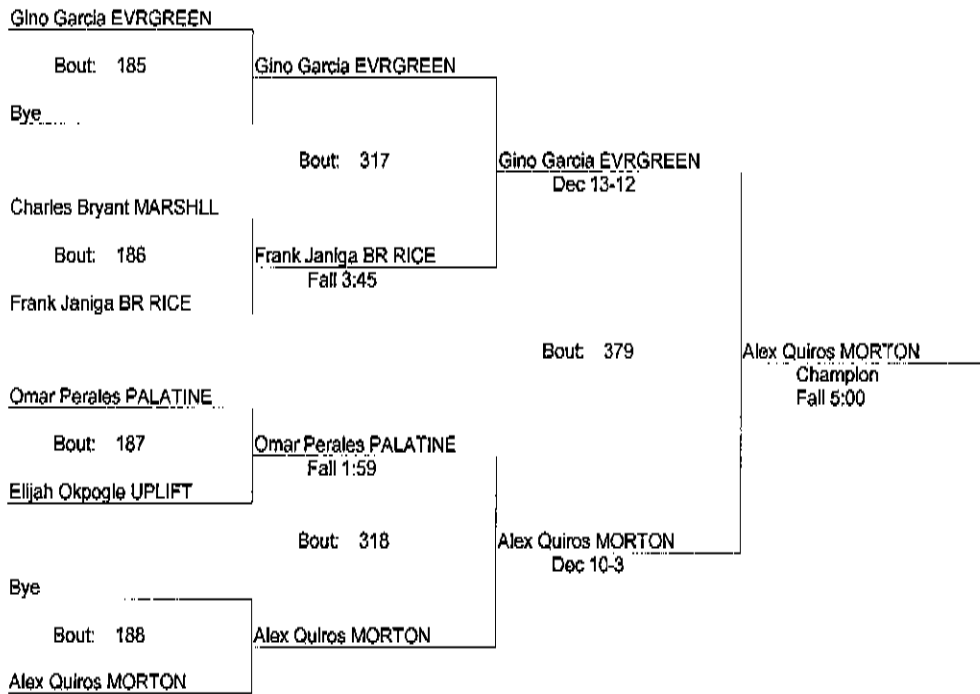 Gino Garcia EVRGREEN
Bout: 185
Gino Garcia EVRGREEN
Bye
Bout: 317
Gino Garcia EVRGREEN
Dec 13-12
Charles Bryant MARSHLL
Bout: 186
Frank Janiga BR RICE
Fall 3:45
Frank Janiga BR RICE
Bout: 379
Alex Quiros MORTON
Champion
Fall 5:00
Omar Perales PALATINE
Bout: 187
Omar Perales PALATINE
Fall 1:59
Elijah Okpogle UPLIFT
Bout: 318
Alex Quiros MORTON
Dec 10-3
Bye
Bout: 188
Alex Quiros MORTON
Alex Quiros MORTON